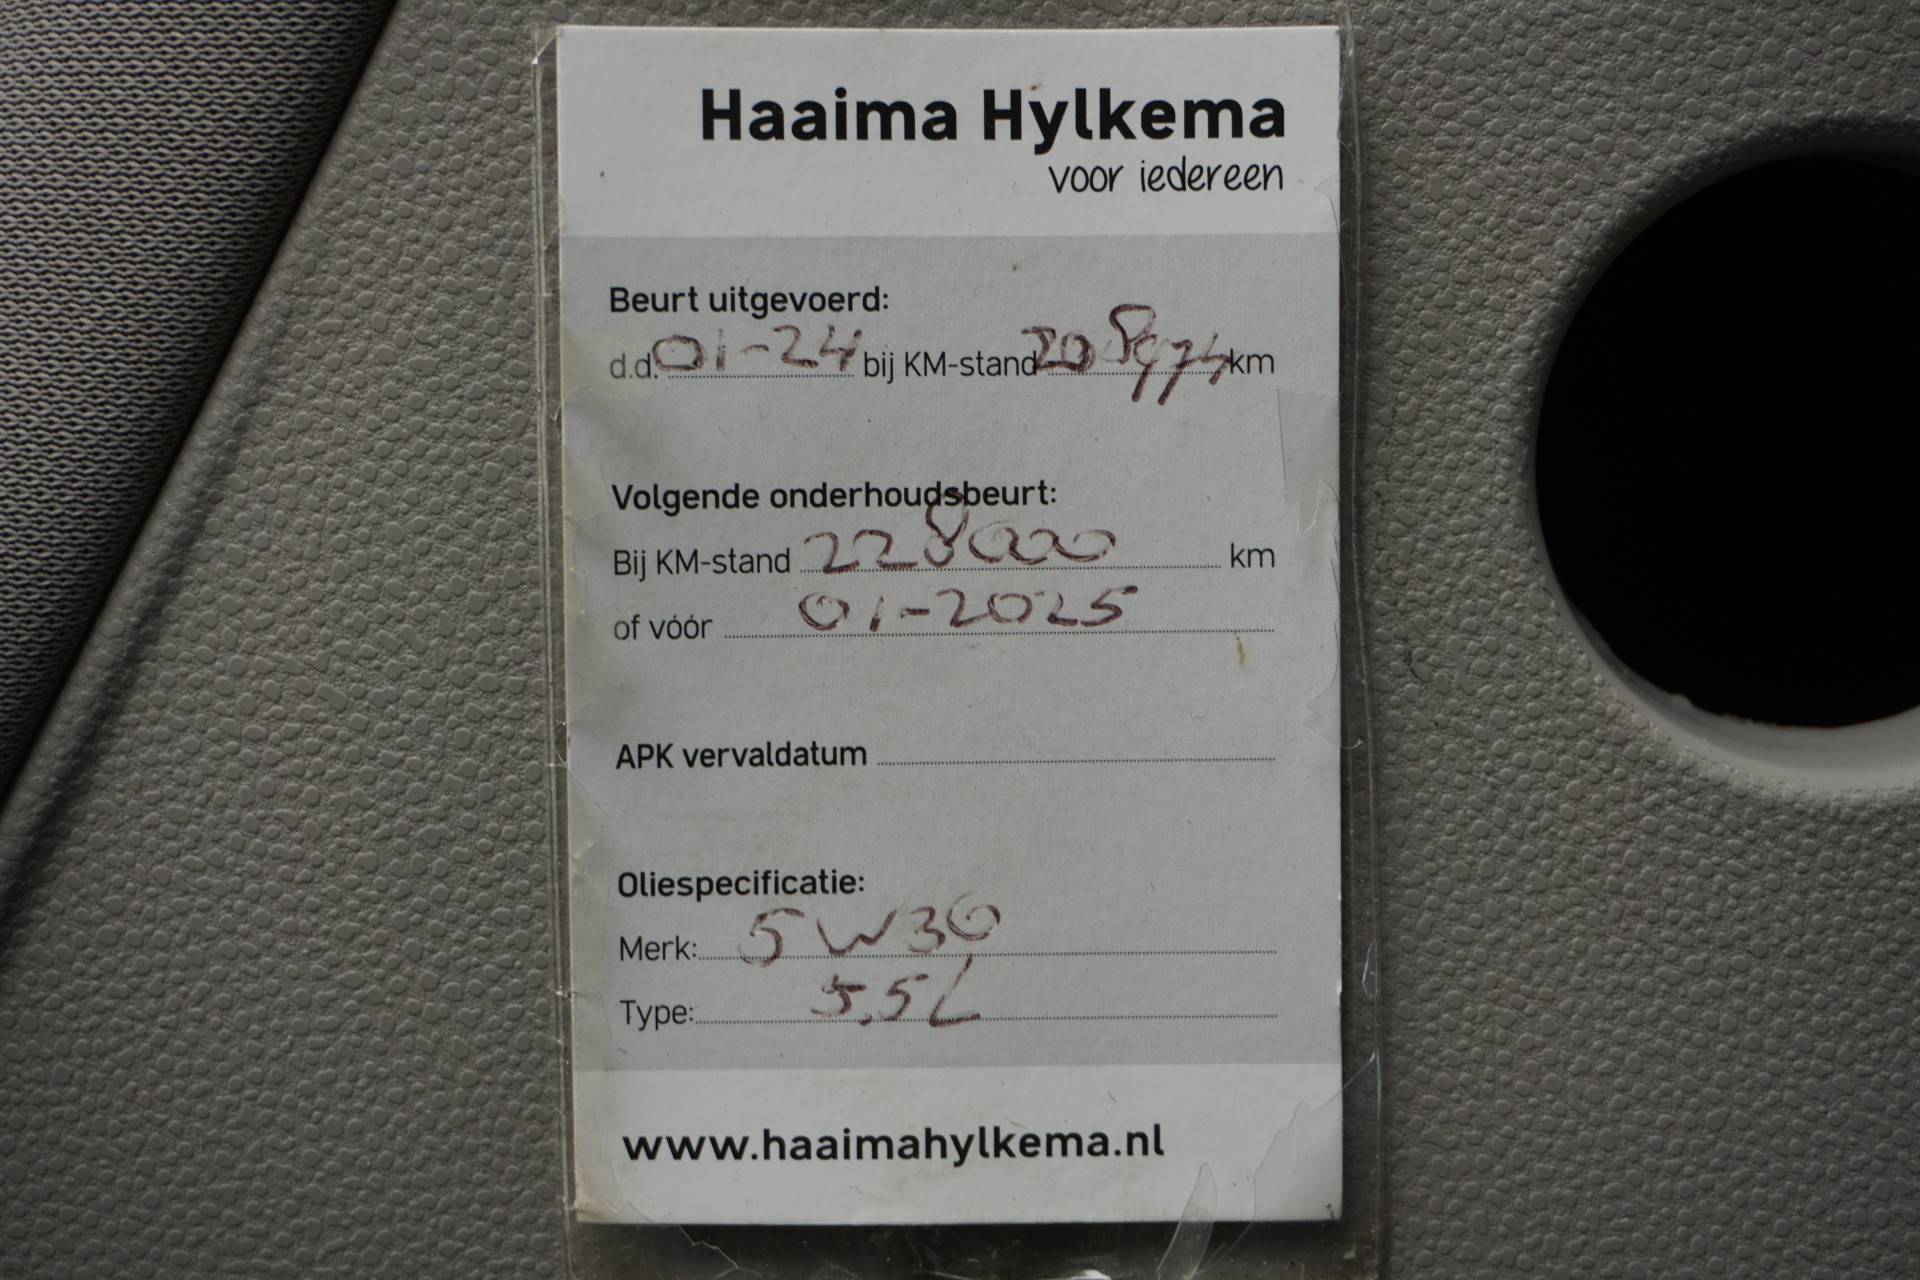 Haaima Hylkema
voor iedereen
Beurt uitgevoerd:
d.d. 01-24 bij KM-stand 208974 km
Volgende onderhoudsbeurt:
Bij KM-stand 228000 km
of vóór 01-2025
APK vervaldatum
Oliespecificatie:
Merk: 5W30
Type: 5,5L
www.haaimahylkema.nl